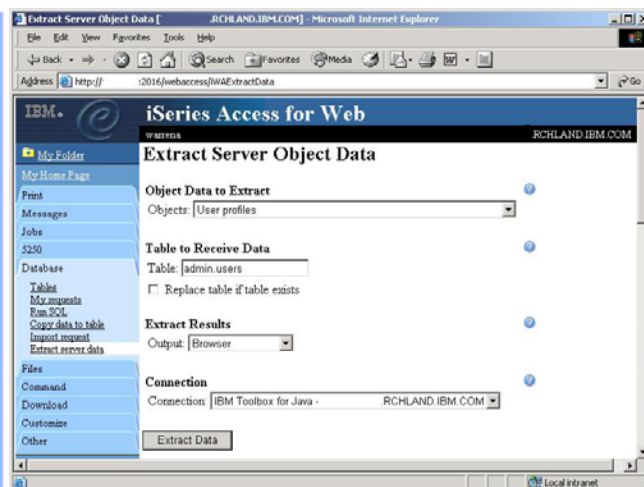 Extract Server Object Data [ .RCHLAND.IBM.COM] - Microsoft Internet Explorer
File Edit View Favorites Tools Help
Back Search Favorites Media
Address http:// :2016/webaccess/iWAExtractData Go
IBM. iSeries Access for Web
warrena .RCHLAND.IBM.COM
My Folder
My Home Page
Print
Messages
Jobs
5250
Database
Tables
My requests
Run SQL
Copy data to table
Import request
Extract server data
Files
Command
Download
Customize
Other
Extract Server Object Data
Object Data to Extract
Objects: User profiles
Table to Receive Data
Table: admin.users
Replace table if table exists
Extract Results
Output: Browser
Connection
Connection: IBM Toolbox for Java - .RCHLAND.IBM.COM
Extract Data
Local intranet